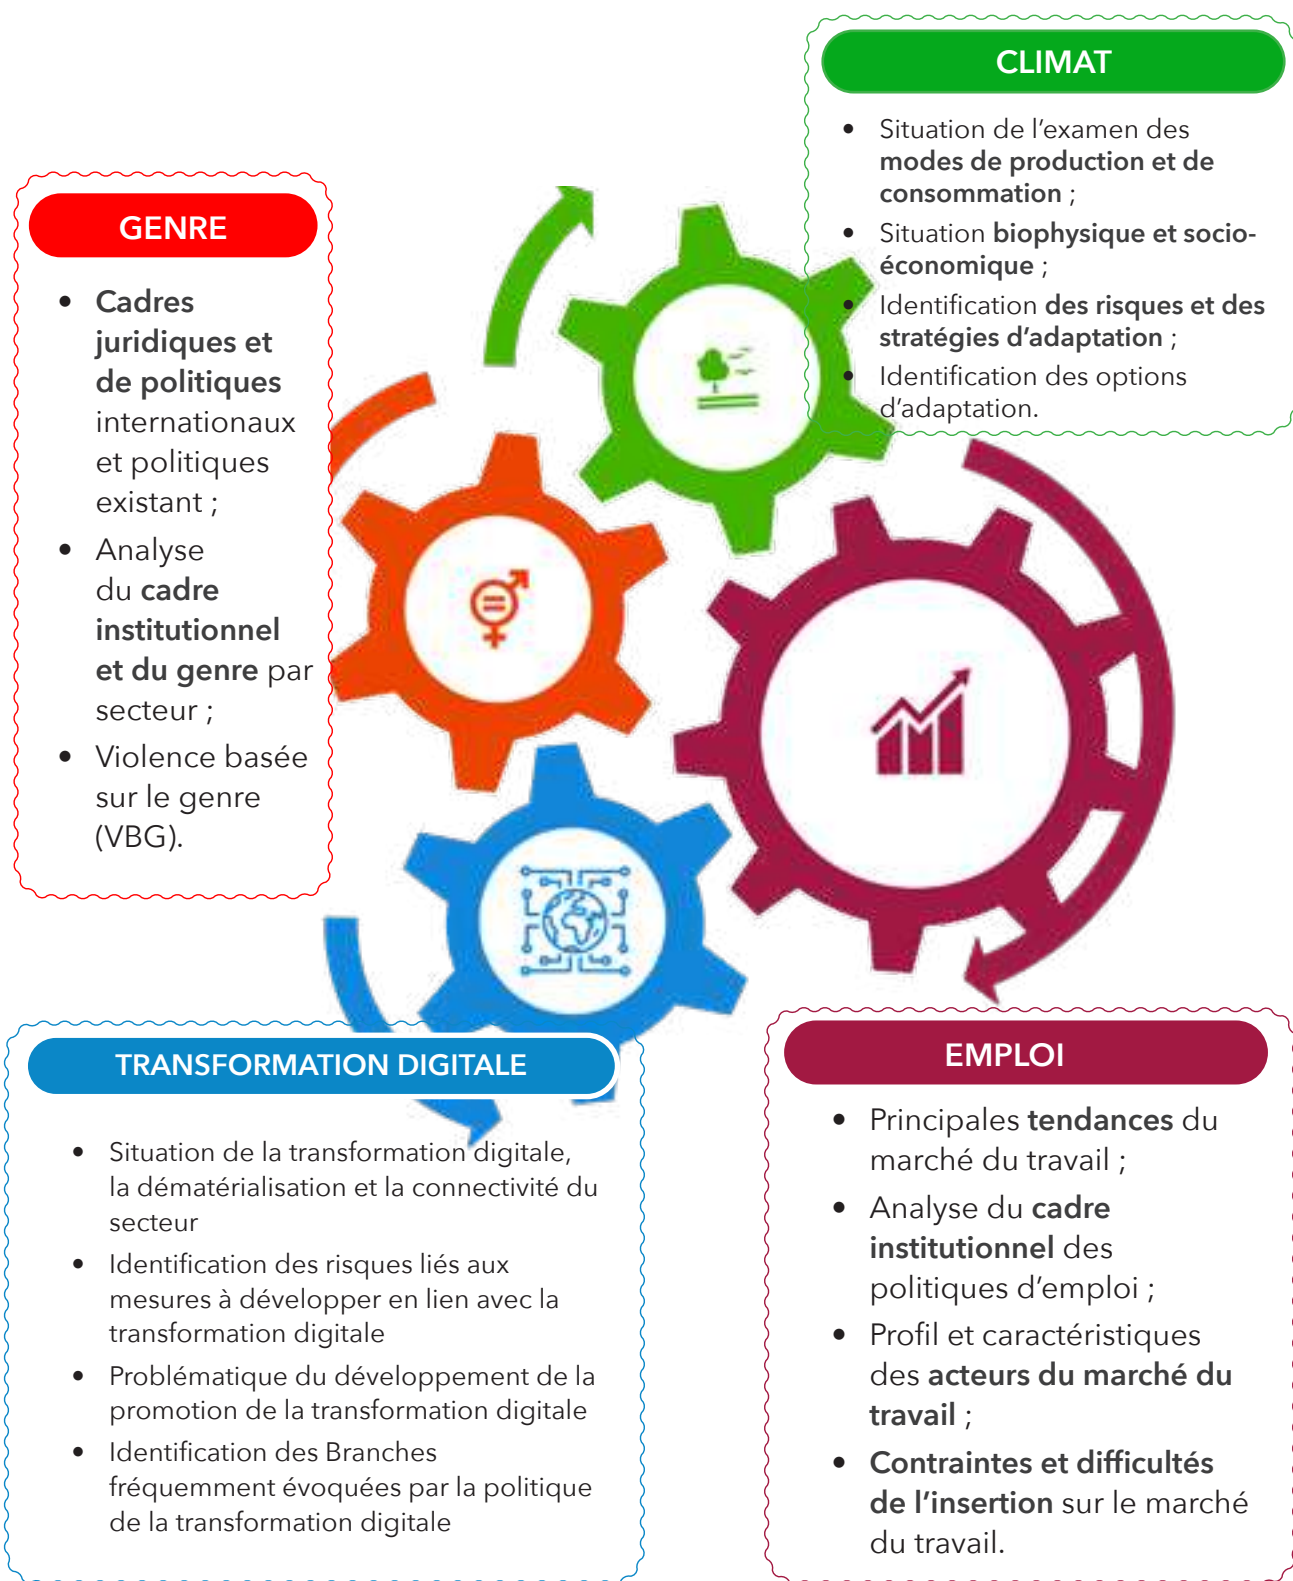 CLIMAT
• Situation de l’examen des
modes de production et de
consommation ;
• Situation biophysique et socio-
économique ;
• Identification des risques et des
stratégies d’adaptation ;
• Identification des options
d’adaptation.
GENRE
• Cadres
juridiques et
de politiques
internationaux
et politiques
existant ;
• Analyse
du cadre
institutionnel
et du genre par
secteur ;
• Violence basée
sur le genre
(VBG).
TRANSFORMATION DIGITALE
• Situation de la transformation digitale,
la dématérialisation et la connectivité du
secteur
• Identification des risques liés aux
mesures à développer en lien avec la
transformation digitale
• Problématique du développement de la
promotion de la transformation digitale
• Identification des Branches
fréquemment évoquées par la politique
de la transformation digitale
EMPLOI
• Principales tendances du
marché du travail ;
• Analyse du cadre
institutionnel des
politiques d’emploi ;
• Profil et caractéristiques
des acteurs du marché du
travail ;
• Contraintes et difficultés
de l’insertion sur le marché
du travail.